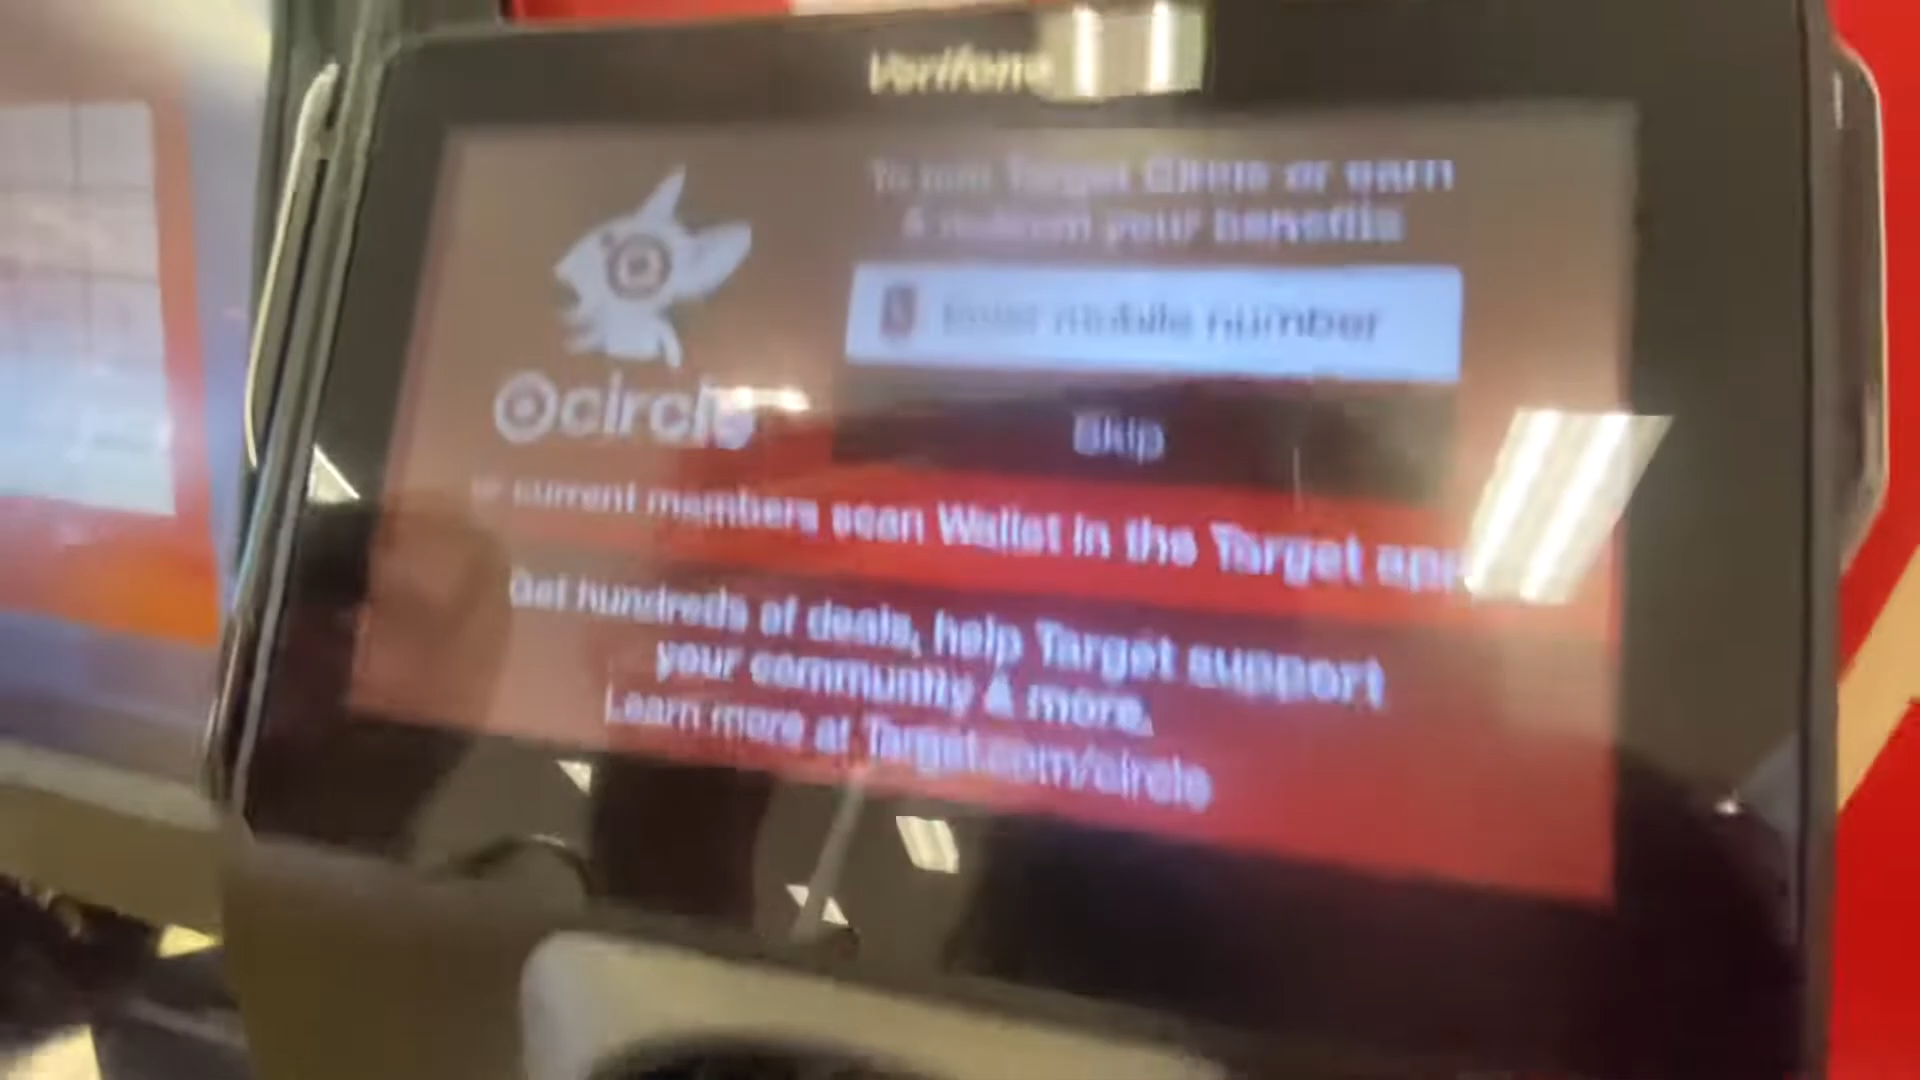 Verifone
To join Target Circle or earn
& redeem your benefits
Enter mobile number
Skip
circle
current members scan Wallet in the Target app
Get hundreds of deals, help Target support
your community & more.
Learn more at Target.com/circle